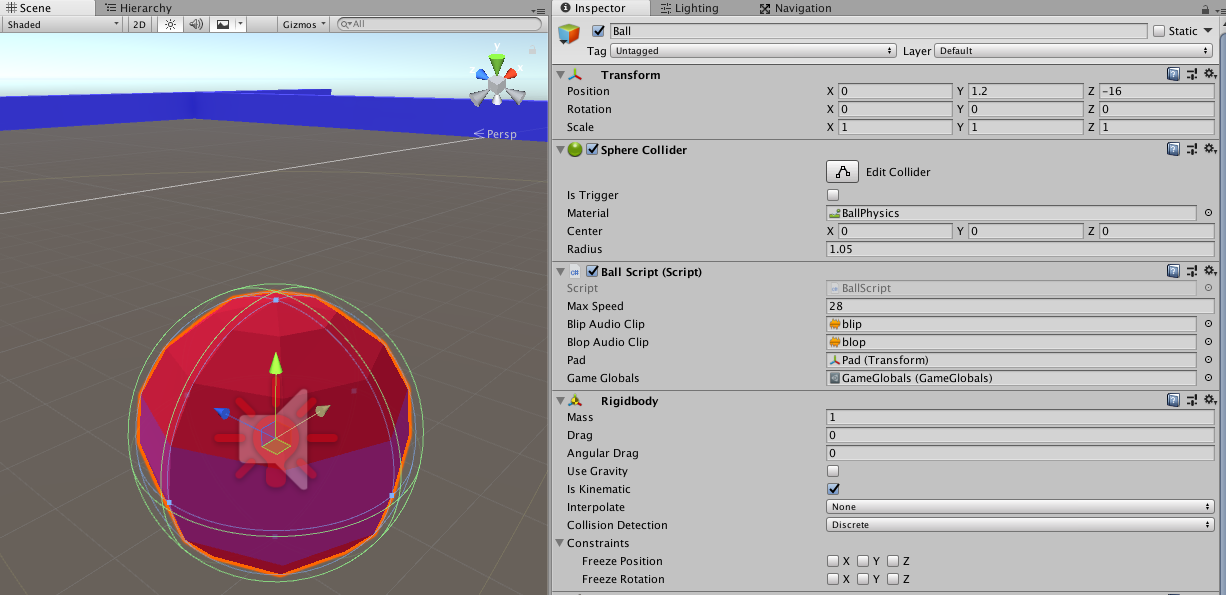 Scene Hierarchy
Shaded 2D Gizmos All
y
x
z
Persp
Inspector Lighting Navigation
Ball Static
Tag Untagged Layer Default
Transform
Position X 0 Y 1.2 Z -16
Rotation X 0 Y 0 Z 0
Scale X 1 Y 1 Z 1
Sphere Collider
Edit Collider
Is Trigger
Material BallPhysics
Center X 0 Y 0 Z 0
Radius 1.05
Ball Script (Script)
Script BallScript
Max Speed 28
Blip Audio Clip blip
Blop Audio Clip blop
Pad Pad (Transform)
Game Globals GameGlobals (GameGlobals)
Rigidbody
Mass 1
Drag 0
Angular Drag 0
Use Gravity
Is Kinematic
Interpolate None
Collision Detection Discrete
Constraints
Freeze Position X Y Z
Freeze Rotation X Y Z